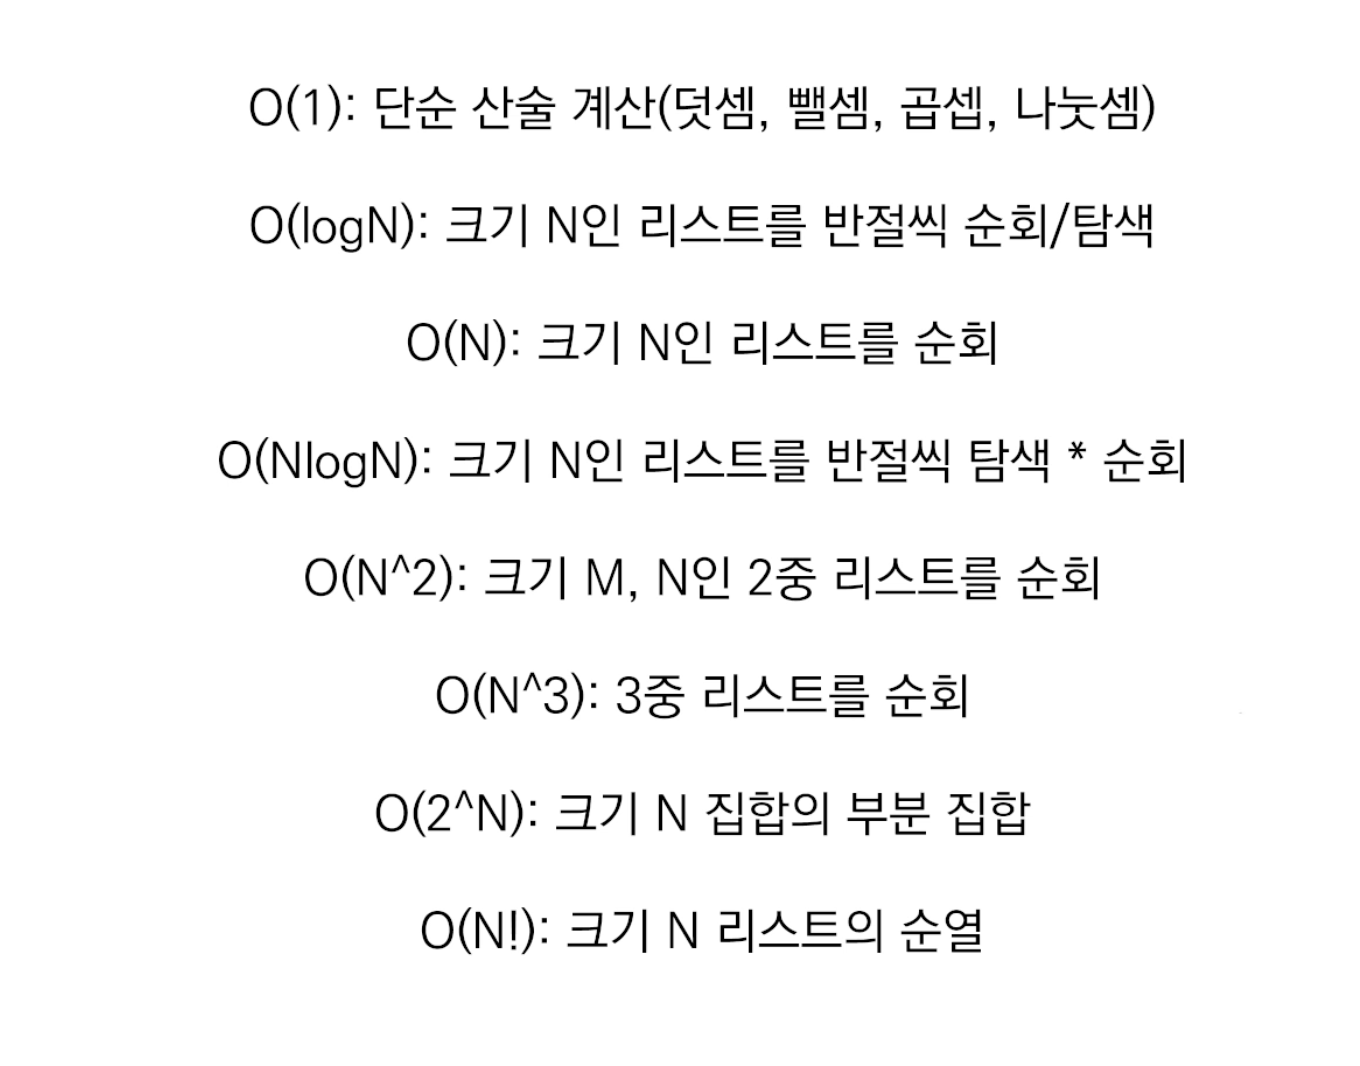 O(1): 단순 산술 계산(덧셈, 뺄셈, 곱셉, 나눗셈)
O(logN): 크기 N인 리스트를 반절씩 순회/탐색
O(N): 크기 N인 리스트를 순회
O(NlogN): 크기 N인 리스트를 반절씩 탐색 * 순회
O(N^2): 크기 M, N인 2중 리스트를 순회
O(N^3): 3중 리스트를 순회
O(2^N): 크기 N 집합의 부분 집합
O(N!): 크기 N 리스트의 순열